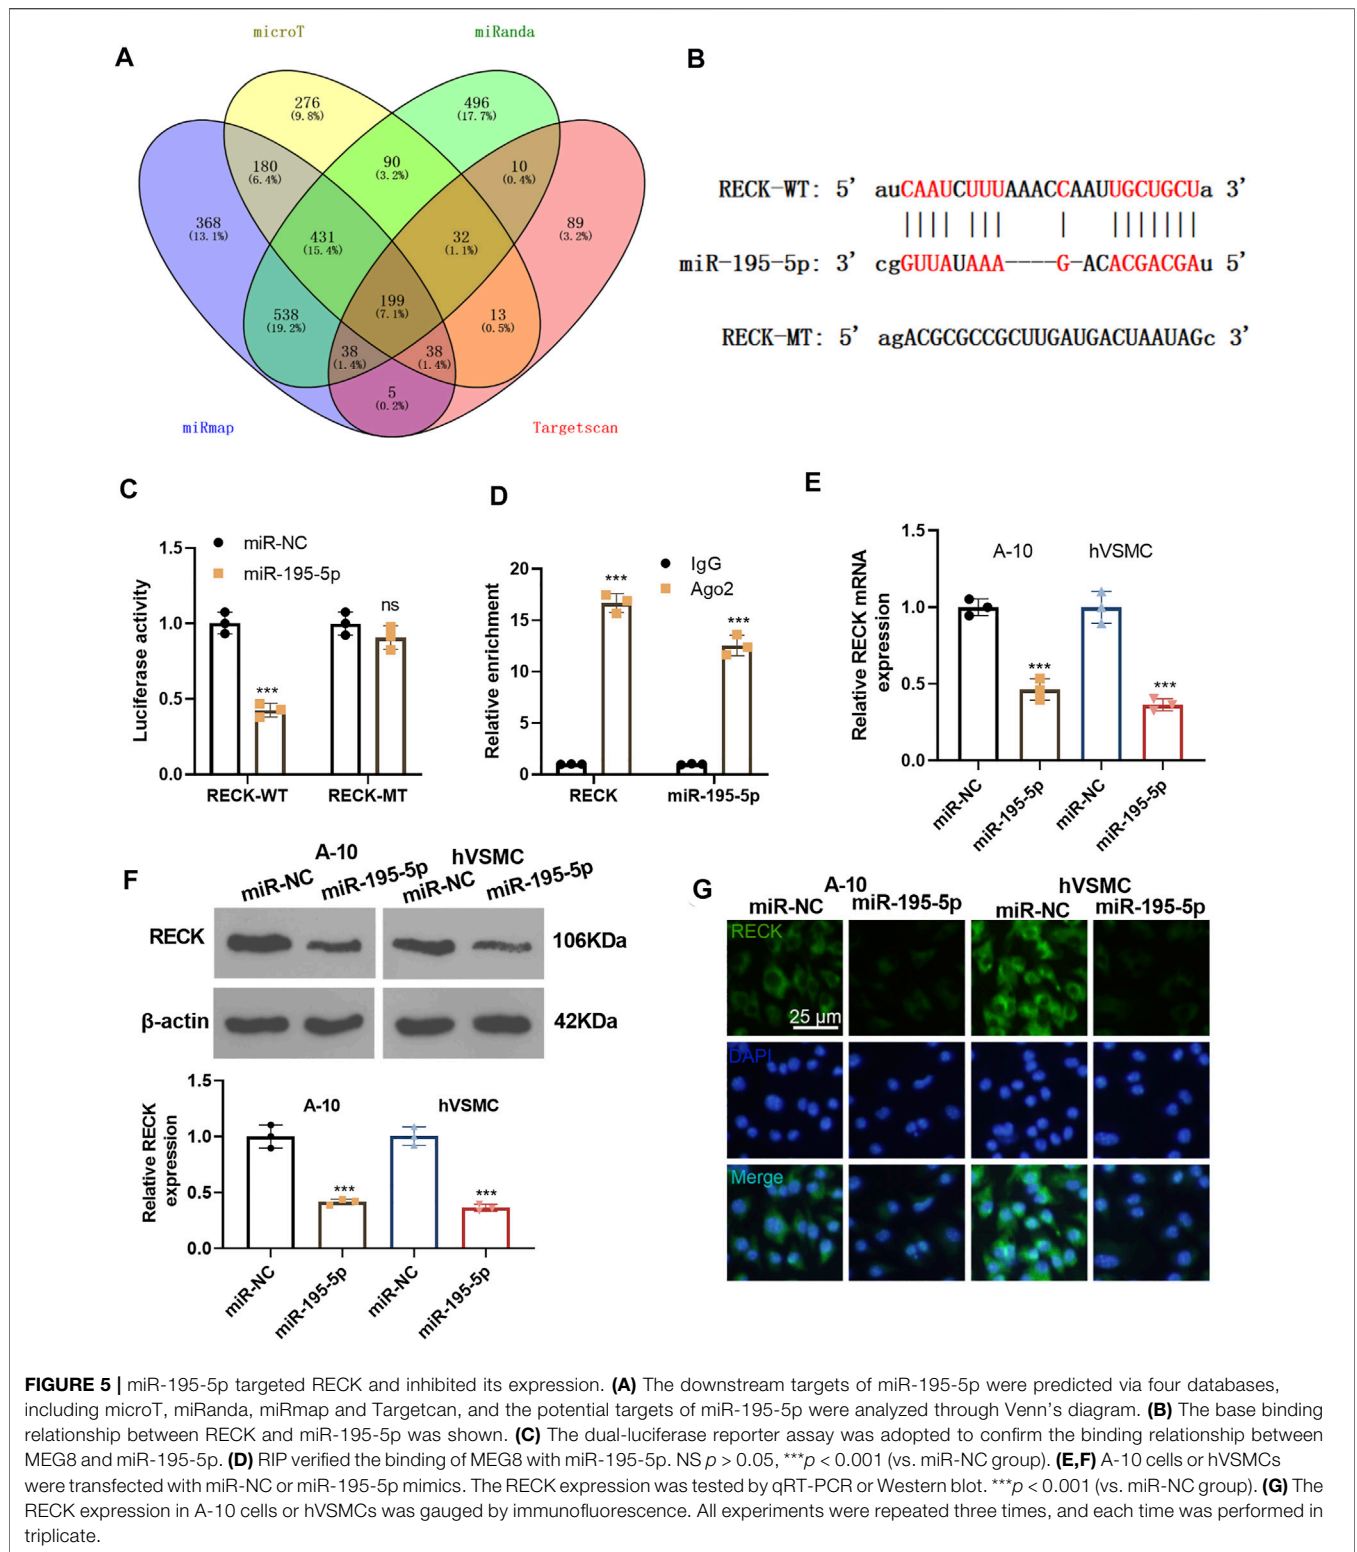 A
microT
miRanda
276
(9.8%)
496
(17.7%)
180
(6.4%)
90
(3.2%)
10
(0.4%)
368
(13.1%)
431
(15.4%)
32
(1.1%)
89
(3.2%)
199
(7.1%)
538
(19.2%)
13
(0.5%)
38
(1.4%)
38
(1.4%)
5
(0.2%)
miRmap
Targetscan
B
RECK-WT: 5' auCAAUCUUUAAACCAAUUGCUGCUa 3'
|||| ||| | |||||||
miR-195-5p: 3' cgGUUAUAAA----G-ACACGACGAu 5'
RECK-MT: 5' agACGCGCCGCUUGAUGACUAAUAGc 3'
C
miR-NC
miR-195-5p
Luciferase activity
1.5
1.0
0.5
0.0
***
ns
RECK-WT
RECK-MT
D
IgG
Ago2
Relative enrichment
20
15
10
5
0
***
***
RECK
miR-195-5p
E
Relative RECK mRNA
expression
1.5
1.0
0.5
0.0
A-10
hVSMC
***
***
miR-NC
miR-195-5p
miR-NC
miR-195-5p
F
A-10
hVSMC
miR-NC
miR-195-5p
miR-NC
miR-195-5p
RECK
106KDa
β-actin
42KDa
Relative RECK
expression
1.5
1.0
0.5
0.0
A-10
hVSMC
***
***
miR-NC
miR-195-5p
miR-NC
miR-195-5p
G
A-10
hVSMC
miR-NC
miR-195-5p
miR-NC
miR-195-5p
RECK
25 μm
DAPI
Merge
FIGURE 5 | miR-195-5p targeted RECK and inhibited its expression. (A) The downstream targets of miR-195-5p were predicted via four databases,
including microT, miRanda, miRmap and Targetcan, and the potential targets of miR-195-5p were analyzed through Venn's diagram. (B) The base binding
relationship between RECK and miR-195-5p was shown. (C) The dual-luciferase reporter assay was adopted to confirm the binding relationship between
MEG8 and miR-195-5p. (D) RIP verified the binding of MEG8 with miR-195-5p. NS p > 0.05, ***p < 0.001 (vs. miR-NC group). (E,F) A-10 cells or hVSMCs
were transfected with miR-NC or miR-195-5p mimics. The RECK expression was tested by qRT-PCR or Western blot. ***p < 0.001 (vs. miR-NC group). (G) The
RECK expression in A-10 cells or hVSMCs was gauged by immunofluorescence. All experiments were repeated three times, and each time was performed in
triplicate.